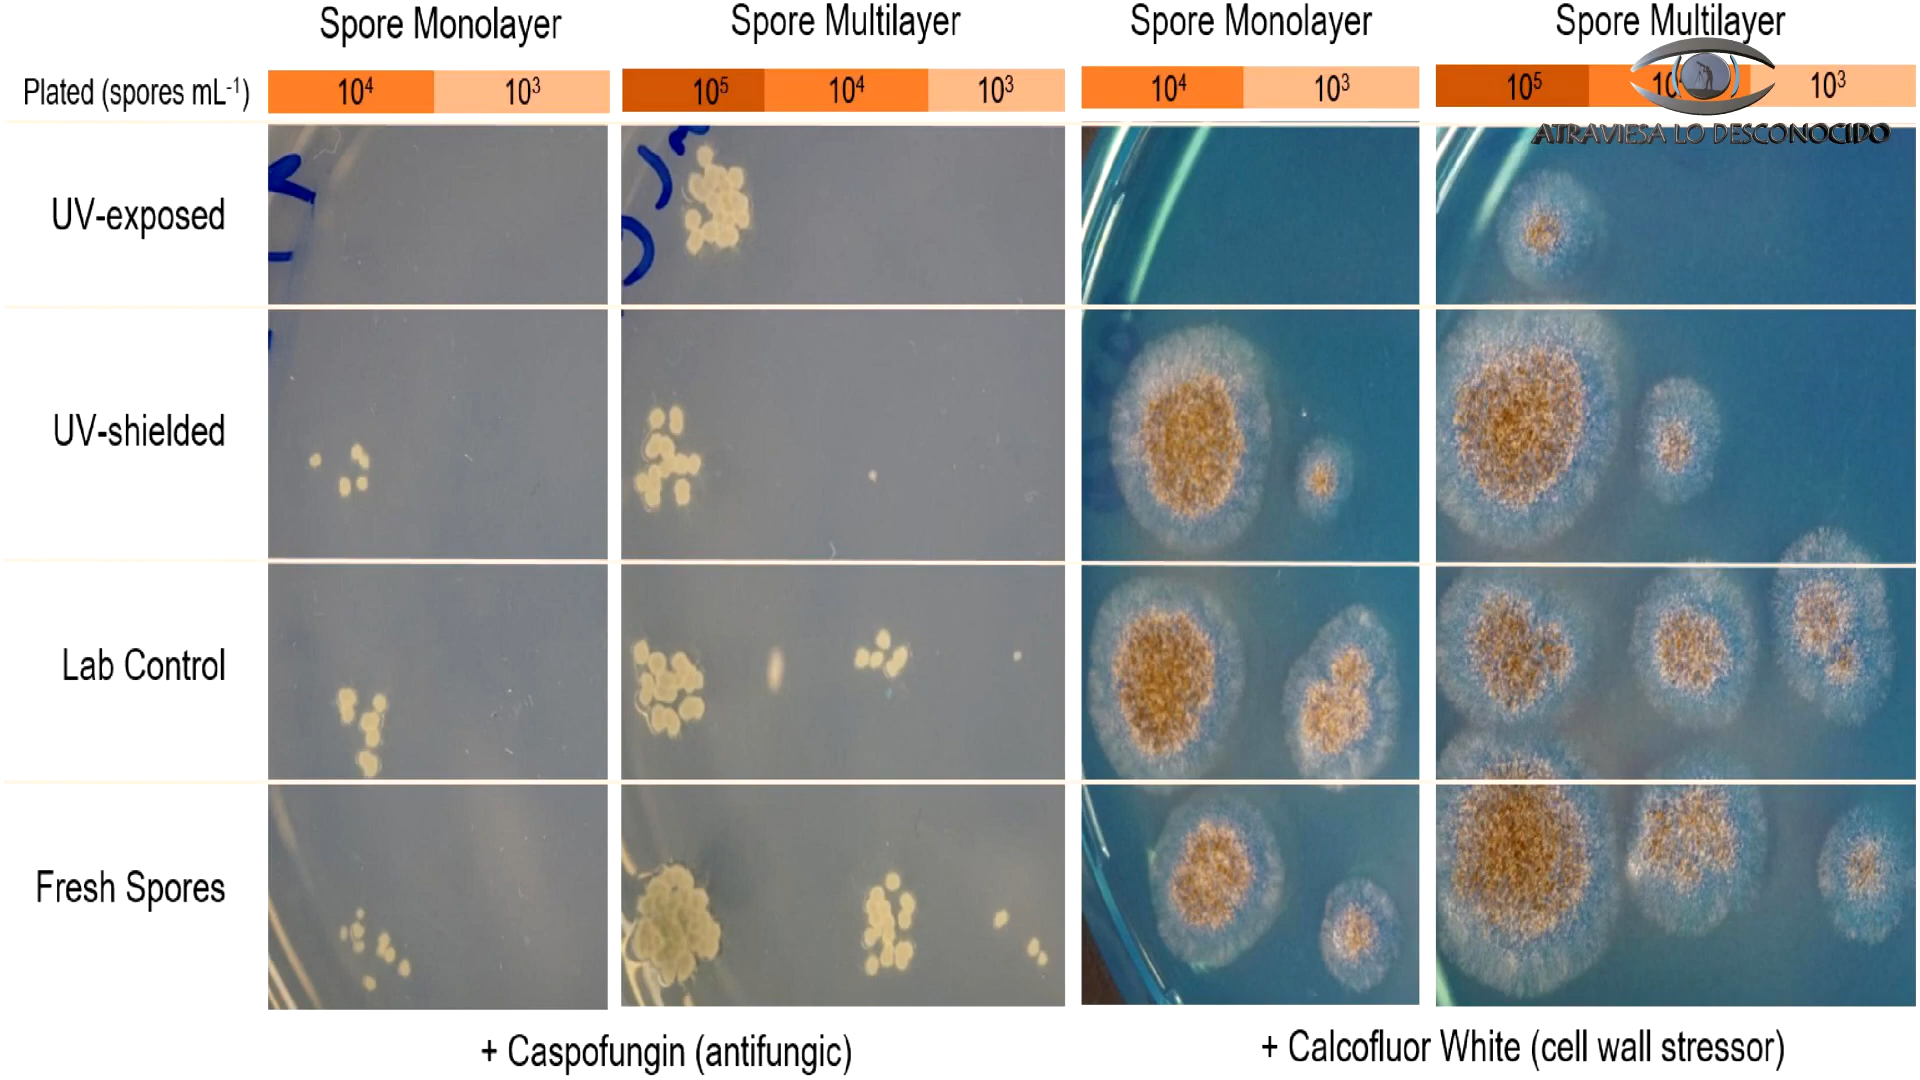 Spore Monolayer Spore Multilayer Spore Monolayer Spore Multilayer
Plated (spores mL⁻¹) 10⁴ 10³ 10⁵ 10⁴ 10³ 10⁴ 10³ 10⁵ 10³
ATRAVIESA LO DESCONOCIDO
UV-exposed
UV-shielded
Lab Control
Fresh Spores
+ Caspofungin (antifungic) + Calcofluor White (cell wall stressor)